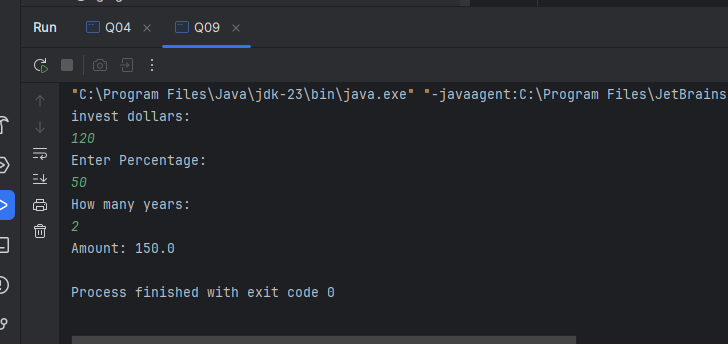 Run Q04 Q09
"C:\Program Files\Java\jdk-23\bin\java.exe" "-javaagent:C:\Program Files\JetBrains
invest dollars:
120
Enter Percentage:
50
How many years:
2
Amount: 150.0
Process finished with exit code 0